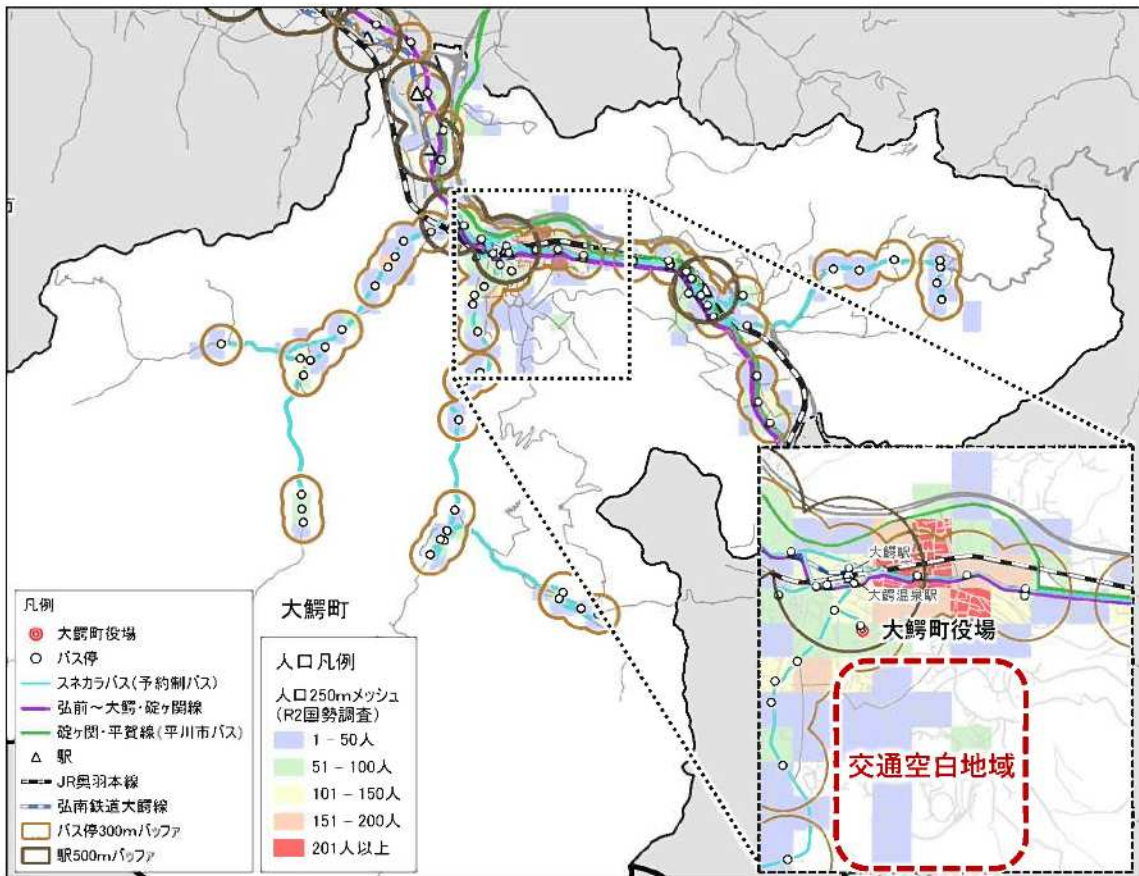 大鰐町
凡例
大鰐町役場
バス停
スネカラバス(予約制バス)
弘前～大鰐・碇ヶ関線
碇ヶ関・平賀線(平川市バス)
駅
JR奥羽本線
弘南鉄道大鰐線
バス停300mバッファ
駅500mバッファ
人口凡例
人口250mメッシュ
(R2国勢調査)
1 - 50人
51 - 100人
101 - 150人
151 - 200人
201人以上
大鰐駅
大鰐温泉駅
大鰐町役場
交通空白地域